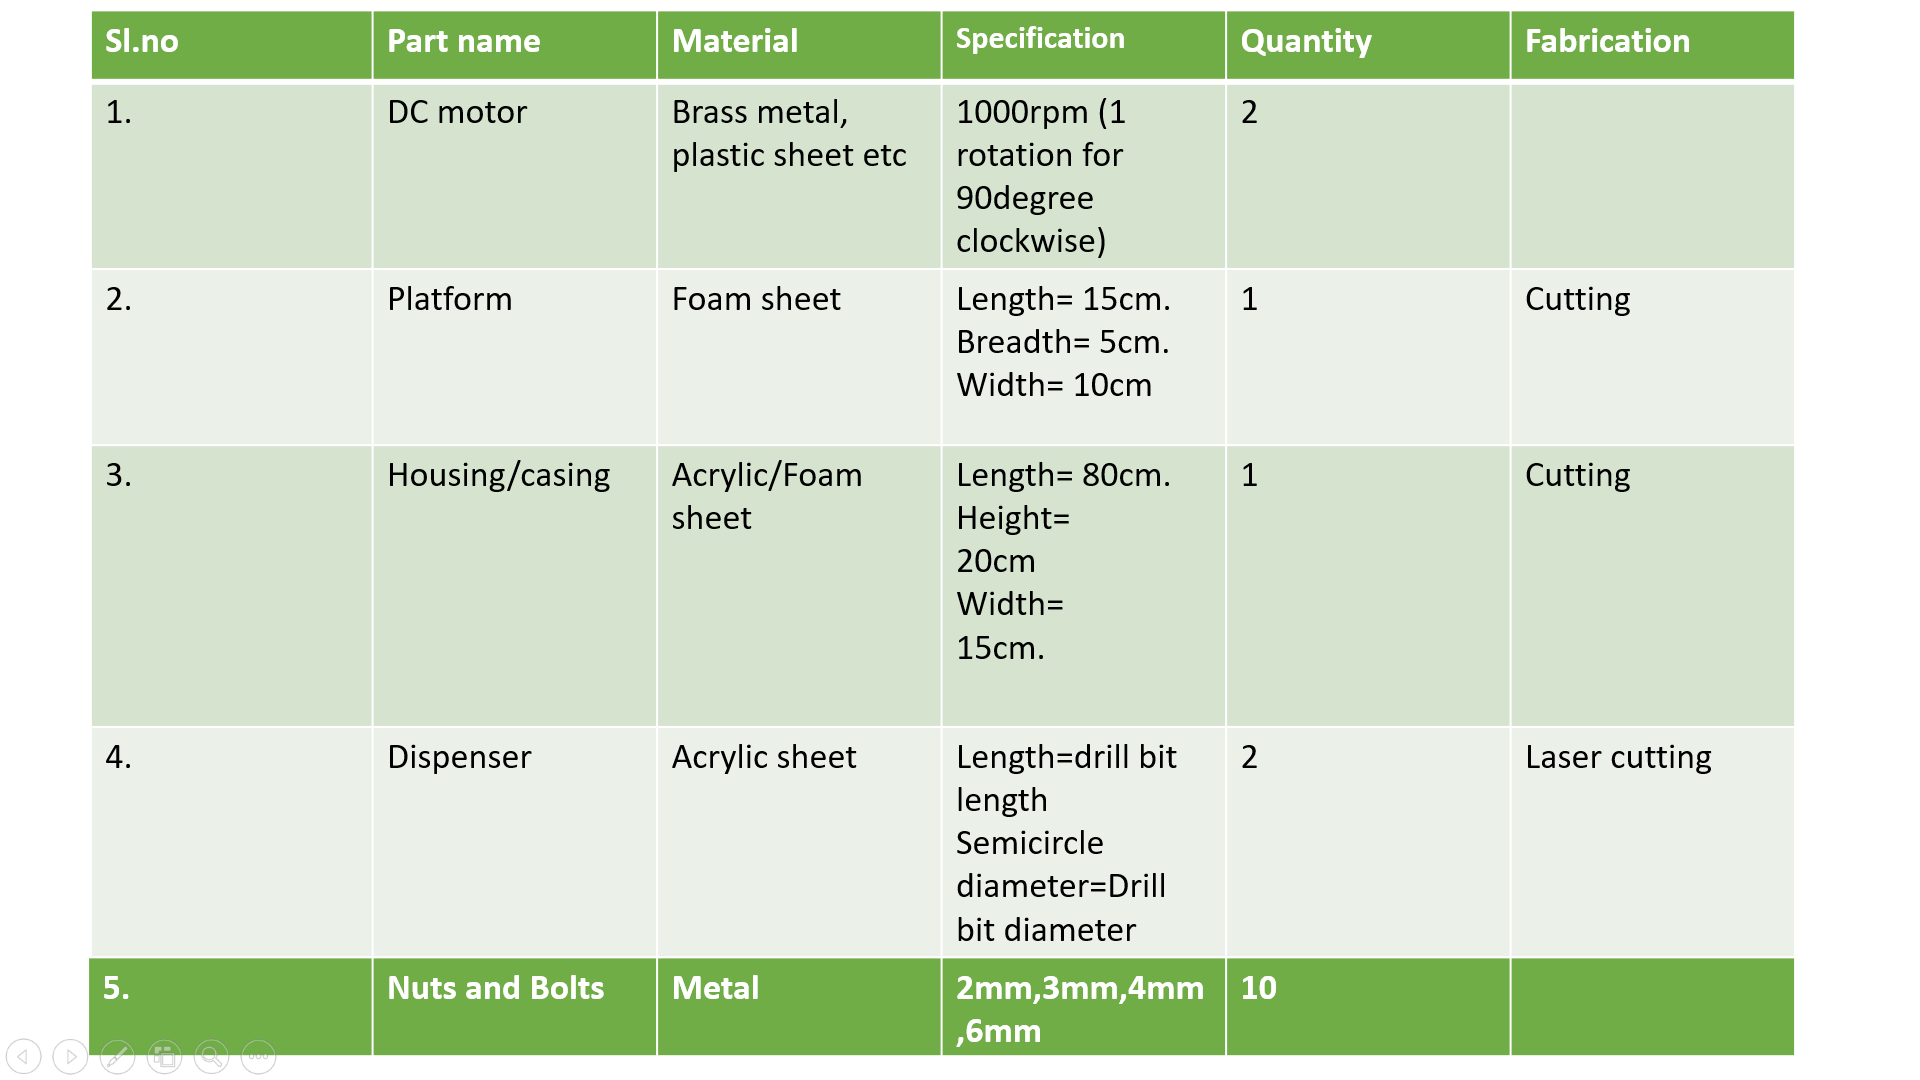 Sl.no Part name Material Specification Quantity Fabrication
1. DC motor Brass metal, 1000rpm (1 2
plastic sheet etc rotation for
90degree
clockwise)
2. Platform Foam sheet Length= 15cm. 1 Cutting
Breadth= 5cm.
Width= 10cm
3. Housing/casing Acrylic/Foam Length= 80cm. 1 Cutting
sheet Height=
20cm
Width=
15cm.
4. Dispenser Acrylic sheet Length=drill bit 2 Laser cutting
length
Semicircle
diameter=Drill
bit diameter
5. Nuts and Bolts Metal 2mm,3mm,4mm 10
,6mm